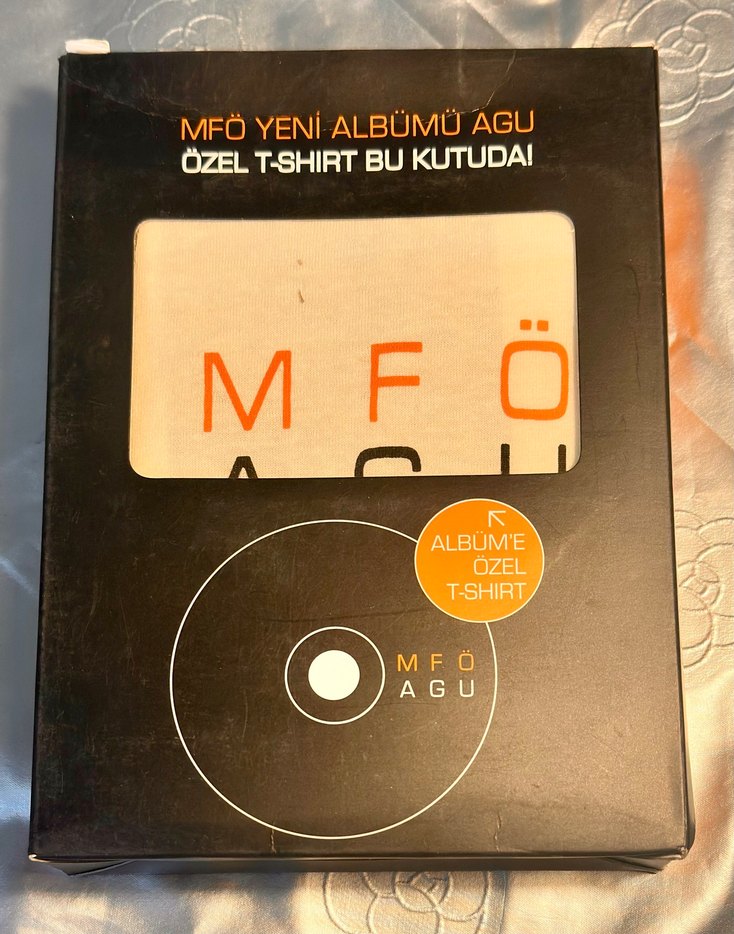 MFÖ YENİ ALBÜMÜ AGU
ÖZEL T-SHIRT BU KUTUDA!
M F Ö
A G U
ALBÜM'E
ÖZEL
T-SHIRT
M F Ö
A G U